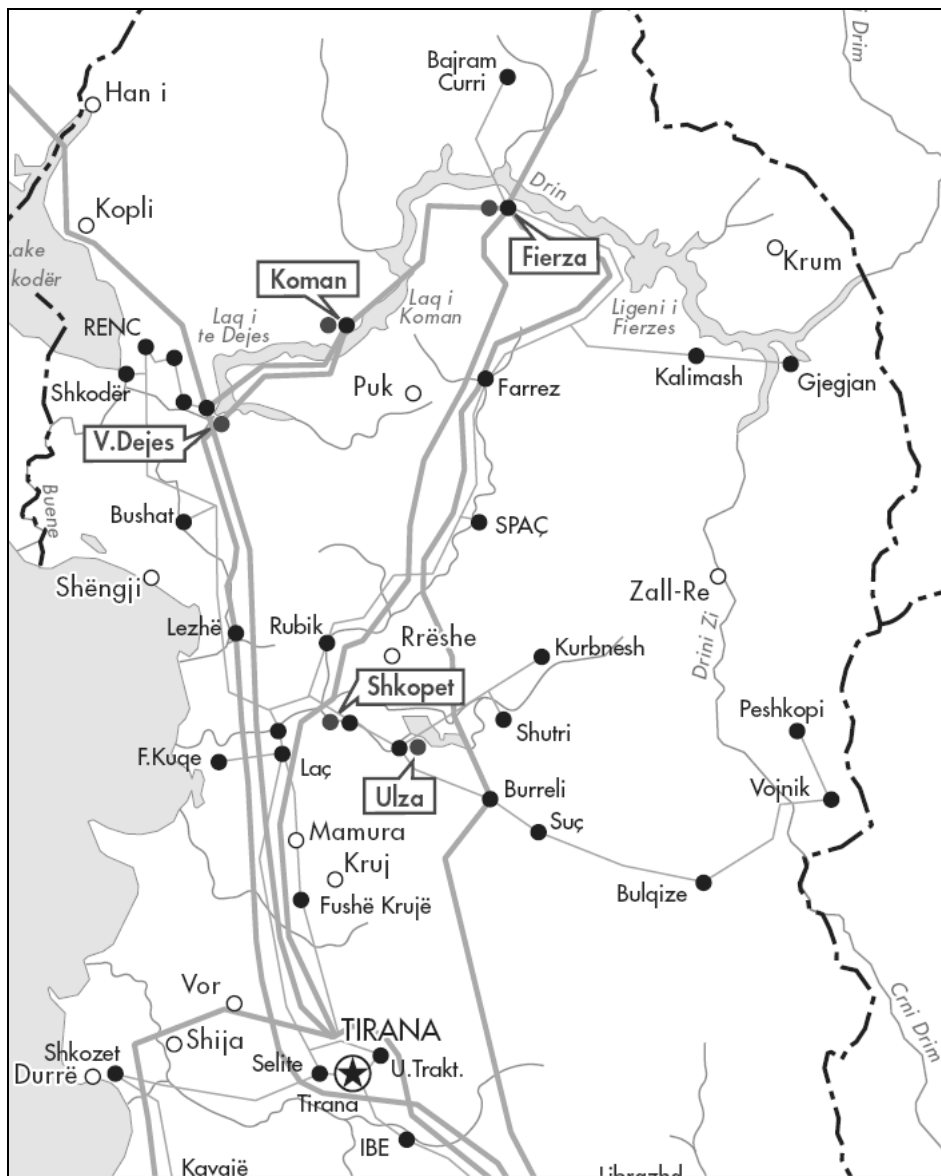 Bajram
Curri
Han i
i Drim
Drin
Kopli
Fierza
Krum
Lake
kodër
Koman
Laq i
te Dejes
Laq i
Koman
Ligeni i
Fierzes
RENC
Shkodër
Puk
Farrez
Kalimash
Gjegjan
V.Dejes
Buene
Bushat
SPAÇ
Shëngji
Zall-Re
Lezhë
Rubik
Rrëshe
Kurbnesh
Drini Zi
Shkopet
Shutri
Peshkopi
F.Kuqe
Laç
Ulza
Burreli
Vojnik
Suç
Mamura
Kruj
Bulqize
Fushë Krujë
Vor
Crni Drim
TIRANA
Shija
Shkozet
Selite
U.Trakt.
Durrë
Tirana
IBE
Kavajë
Librazhd